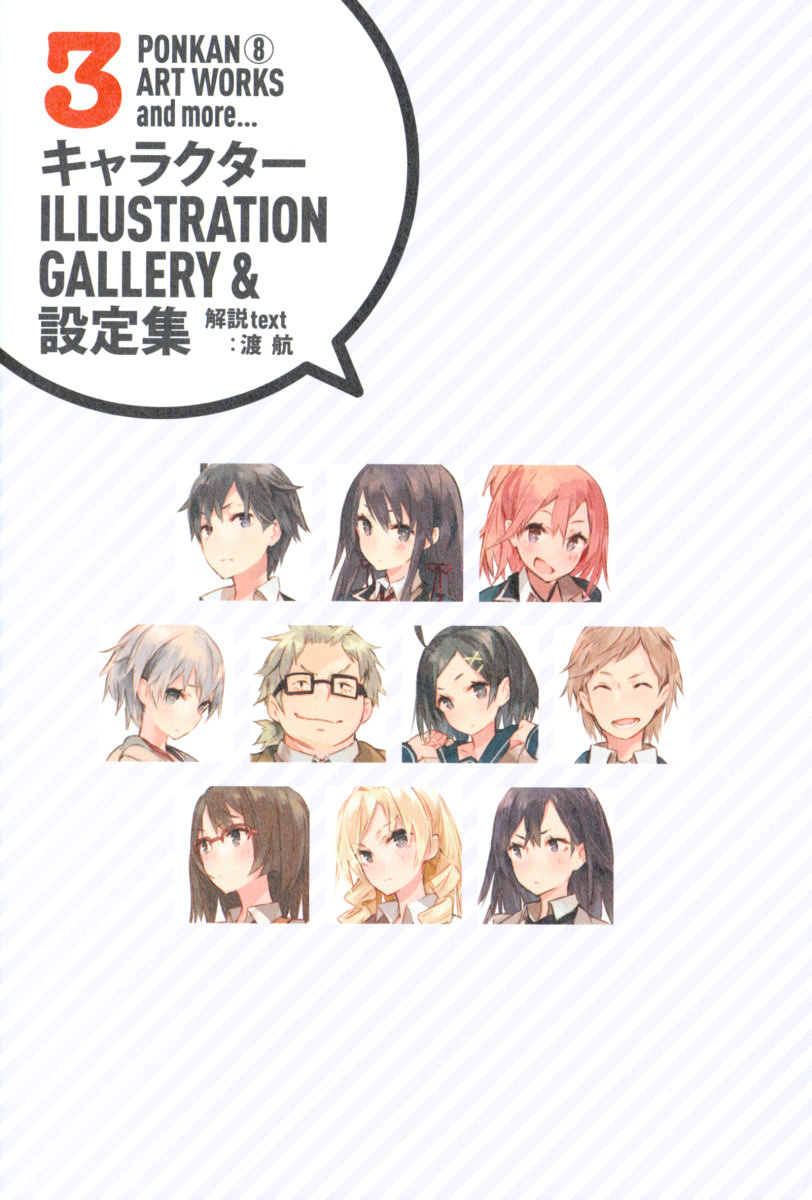 3
PONKAN⑧
ART WORKS
and more...
キャラクター
ILLUSTRATION
GALLERY &
設定集
解説text
:渡 航